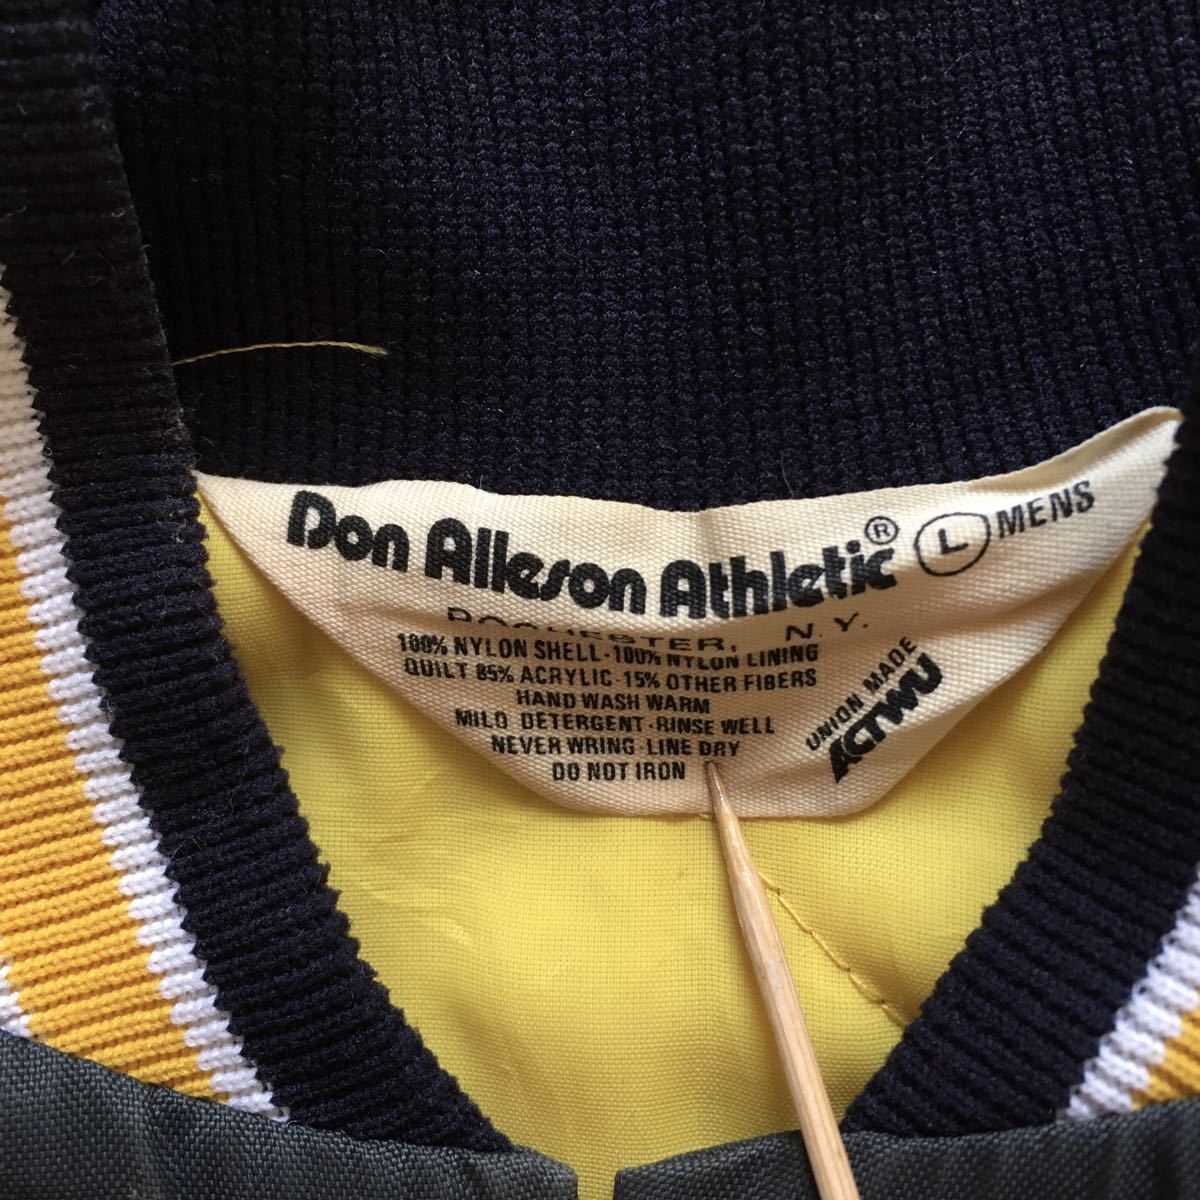 Don Alleson Athletic® L MENS
N.Y.
100% NYLON SHELL-100% NYLON LINING
QUILT 85% ACRYLIC-15% OTHER FIBERS
HAND WASH WARM
MILD DETERGENT-RINSE WELL
NEVER WRING-LINE DRY
DO NOT IRON
UNION MADE
ACTWU